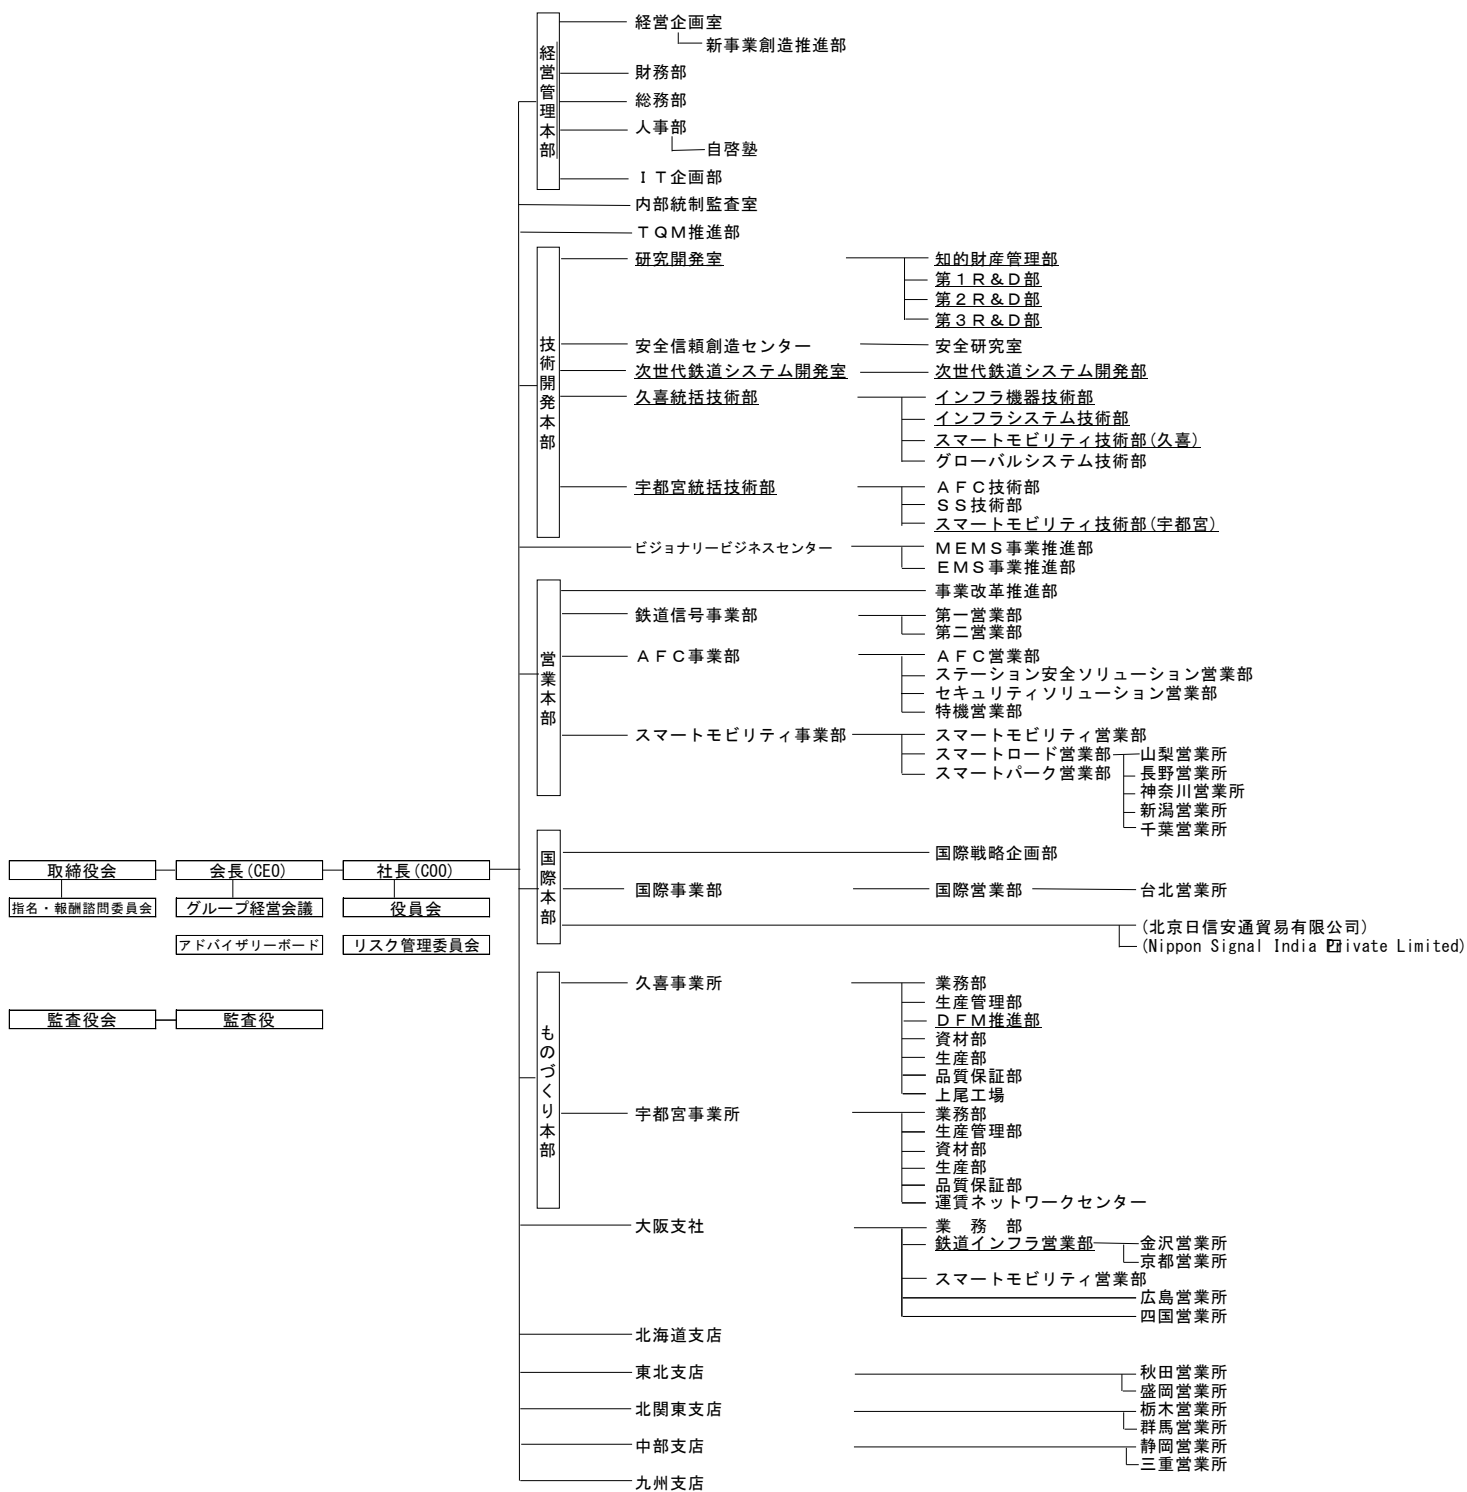 経営管理本部
経営企画室
新事業創造推進部
財務部
総務部
人事部
自啓塾
ＩＴ企画部
内部統制監査室
ＴＱＭ推進部
技術開発本部
研究開発室
知的財産管理部
第１Ｒ＆Ｄ部
第２Ｒ＆Ｄ部
第３Ｒ＆Ｄ部
安全信頼創造センター
安全研究室
次世代鉄道システム開発室
次世代鉄道システム開発部
久喜統括技術部
インフラ機器技術部
インフラシステム技術部
スマートモビリティ技術部(久喜)
グローバルシステム技術部
宇都宮統括技術部
ＡＦＣ技術部
ＳＳ技術部
スマートモビリティ技術部(宇都宮)
ビジョナリービジネスセンター
ＭＥＭＳ事業推進部
ＥＭＳ事業推進部
営業本部
事業改革推進部
鉄道信号事業部
第一営業部
第二営業部
ＡＦＣ事業部
ＡＦＣ営業部
ステーション安全ソリューション営業部
セキュリティソリューション営業部
特機営業部
スマートモビリティ事業部
スマートモビリティ営業部
スマートロード営業部
山梨営業所
スマートパーク営業部
長野営業所
神奈川営業所
新潟営業所
千葉営業所
取締役会
会長(CEO)
社長(COO)
指名・報酬諮問委員会
グループ経営会議
役員会
アドバイザリーボード
リスク管理委員会
監査役会
監査役
国際本部
国際戦略企画部
国際事業部
国際営業部
台北営業所
(北京日信安通貿易有限公司)
(Nippon Signal India Private Limited)
ものづくり本部
久喜事業所
業務部
生産管理部
ＤＦＭ推進部
資材部
生産部
品質保証部
上尾工場
宇都宮事業所
業務部
生産管理部
資材部
生産部
品質保証部
運賃ネットワークセンター
大阪支社
業　務　部
鉄道インフラ営業部
金沢営業所
京都営業所
スマートモビリティ営業部
広島営業所
四国営業所
北海道支店
東北支店
秋田営業所
盛岡営業所
北関東支店
栃木営業所
群馬営業所
中部支店
静岡営業所
三重営業所
九州支店